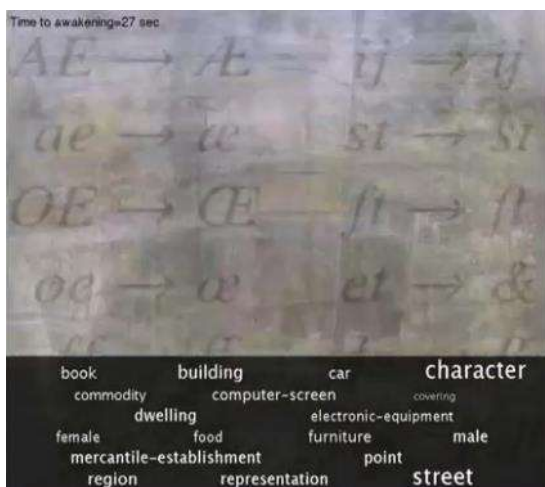 Time to awakening=27 sec
AE → Æ ij → ij
ae → æ st → st
OE → Œ ft → ft
oe → œ et → &
book building car character
commodity computer-screen covering
dwelling electronic-equipment
female food furniture male
mercantile-establishment point
region representation street